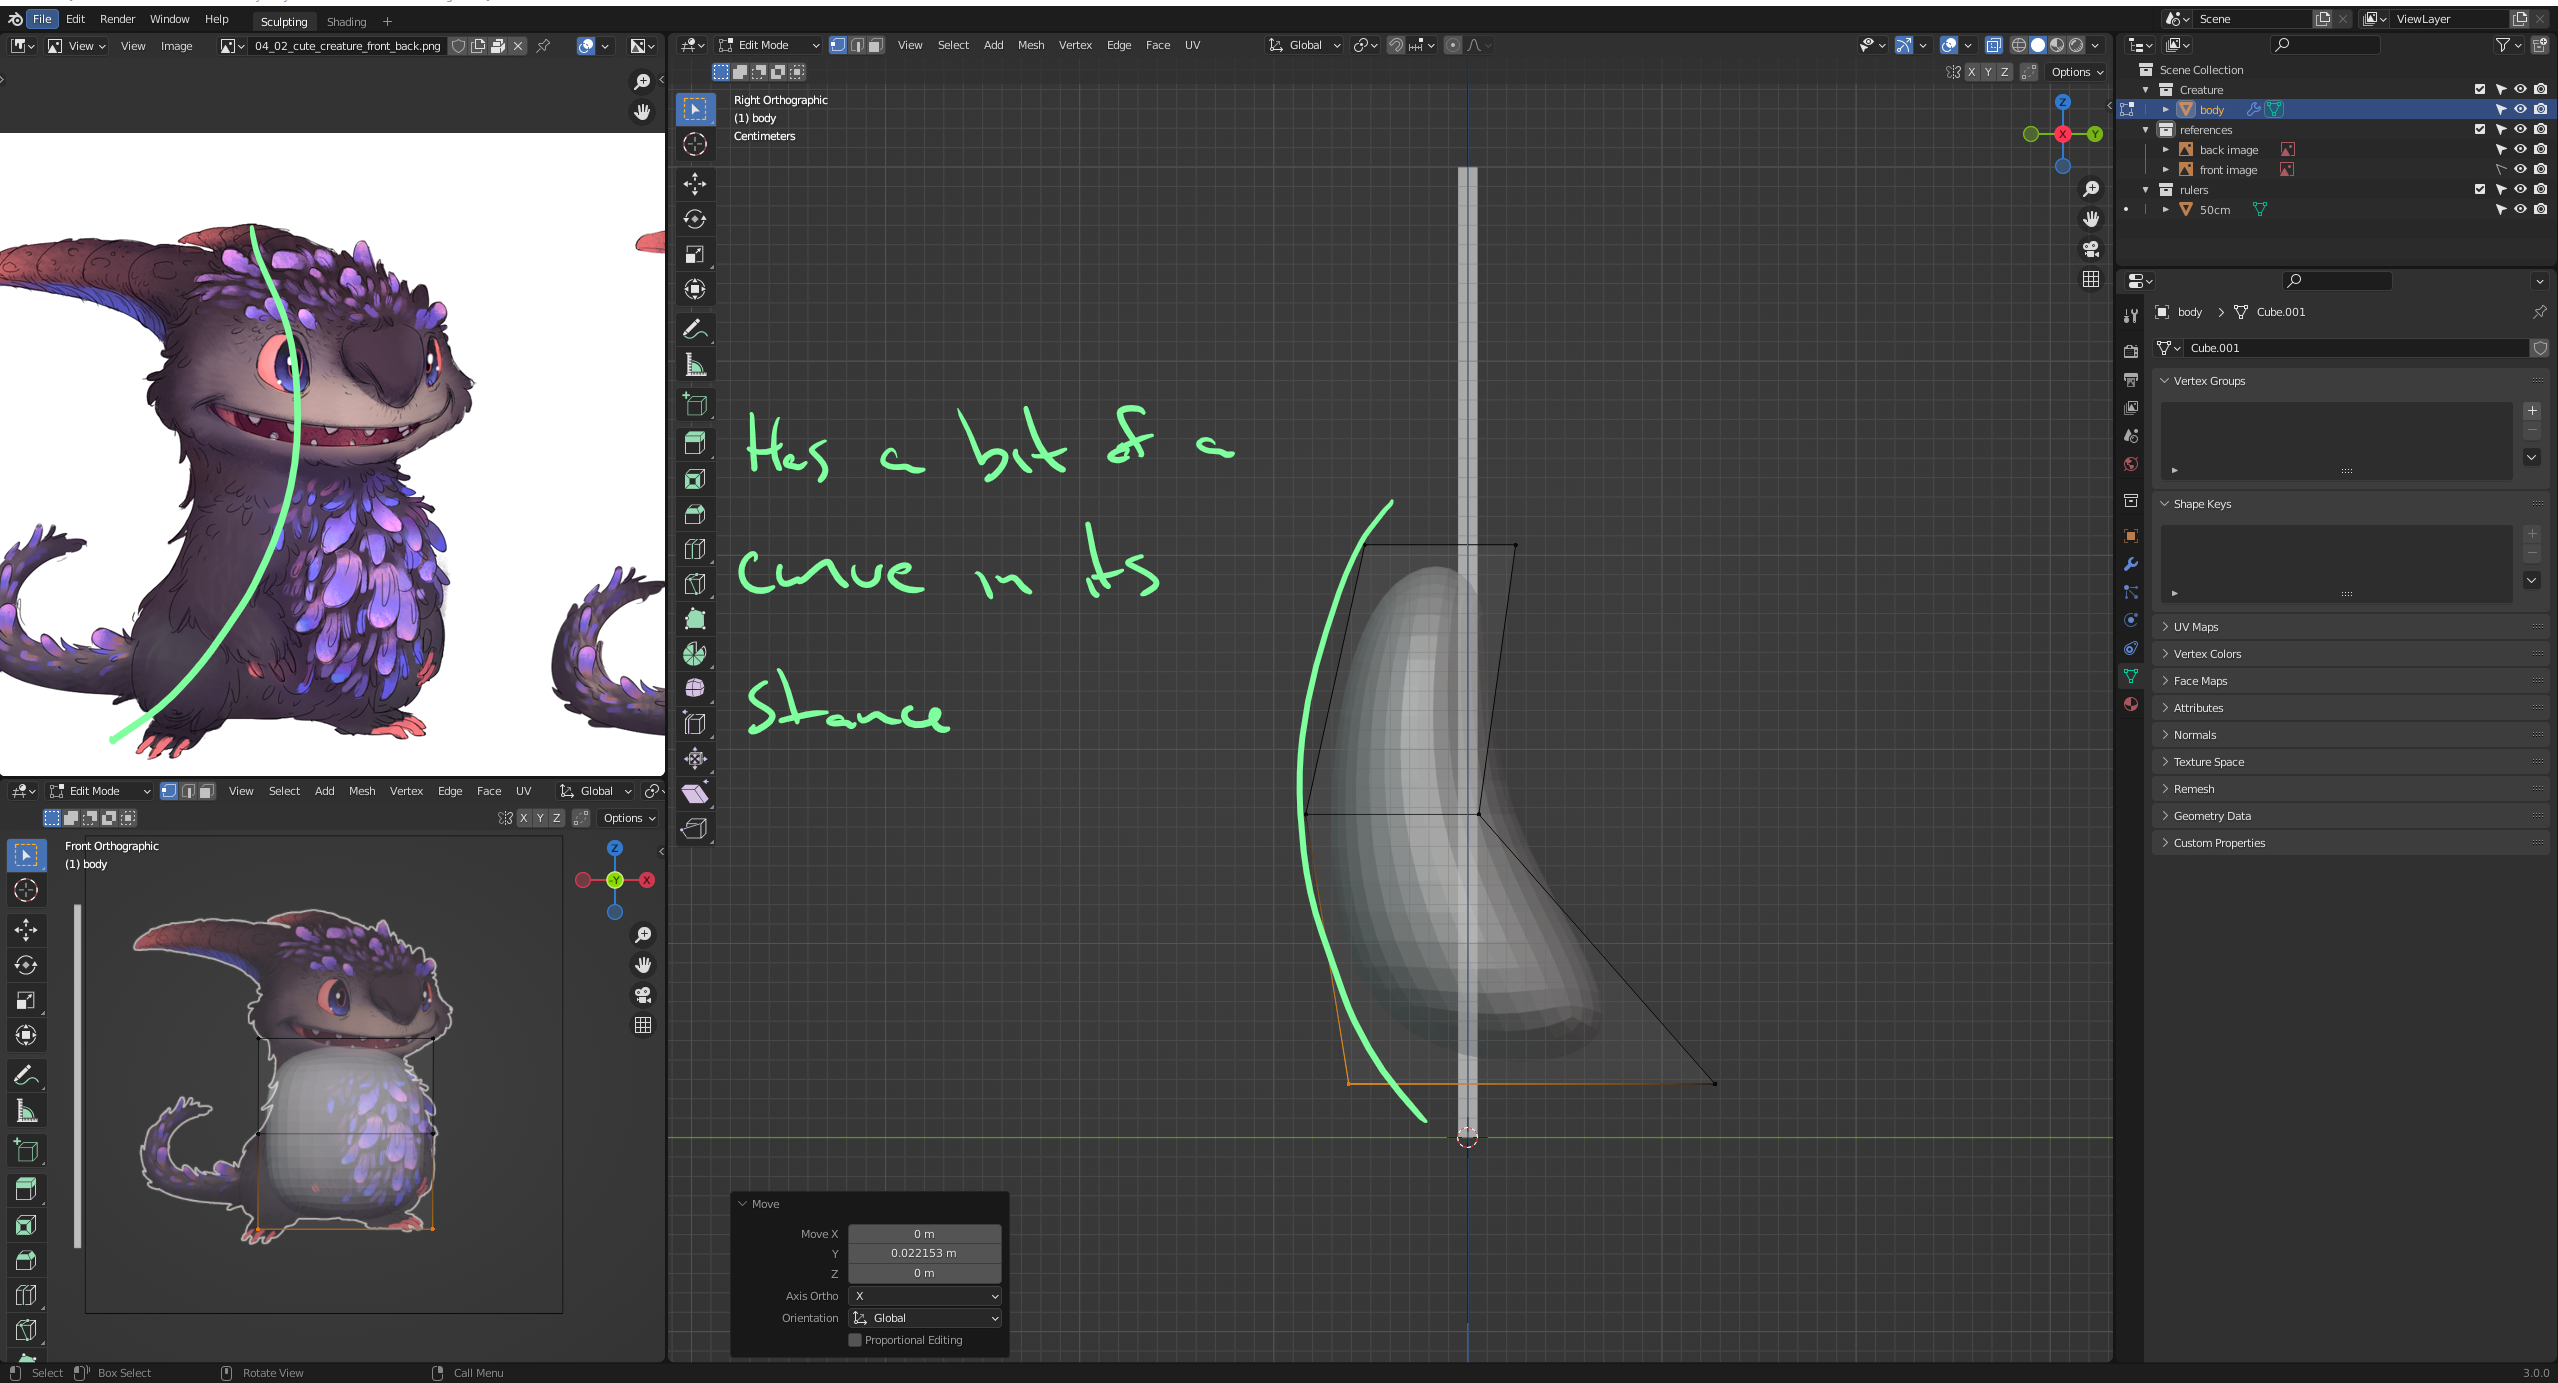 File Edit Render Window Help Sculpting Shading + Scene ViewLayer
View View Image 04_02_cute_creature_front_back.png
Edit Mode View Select Add Mesh Vertex Edge Face UV Global
X Y Z Options
Right Orthographic
(1) body
Centimeters
Z
X
Y
Has a bit of a
curve in its
stance
Move
Move X 0 m
Y 0.022153 m
Z 0 m
Axis Ortho X
Orientation Global
Proportional Editing
Edit Mode View Select Add Mesh Vertex Edge Face UV Global
X Y Z Options
Front Orthographic
(1) body
Z
-Y
X
Scene Collection
Creature
body
references
back image
front image
rulers
50cm
body > Cube.001
Cube.001
Vertex Groups
Shape Keys
UV Maps
Vertex Colors
Face Maps
Attributes
Normals
Texture Space
Remesh
Geometry Data
Custom Properties
Select Box Select Rotate View Call Menu 3.0.0